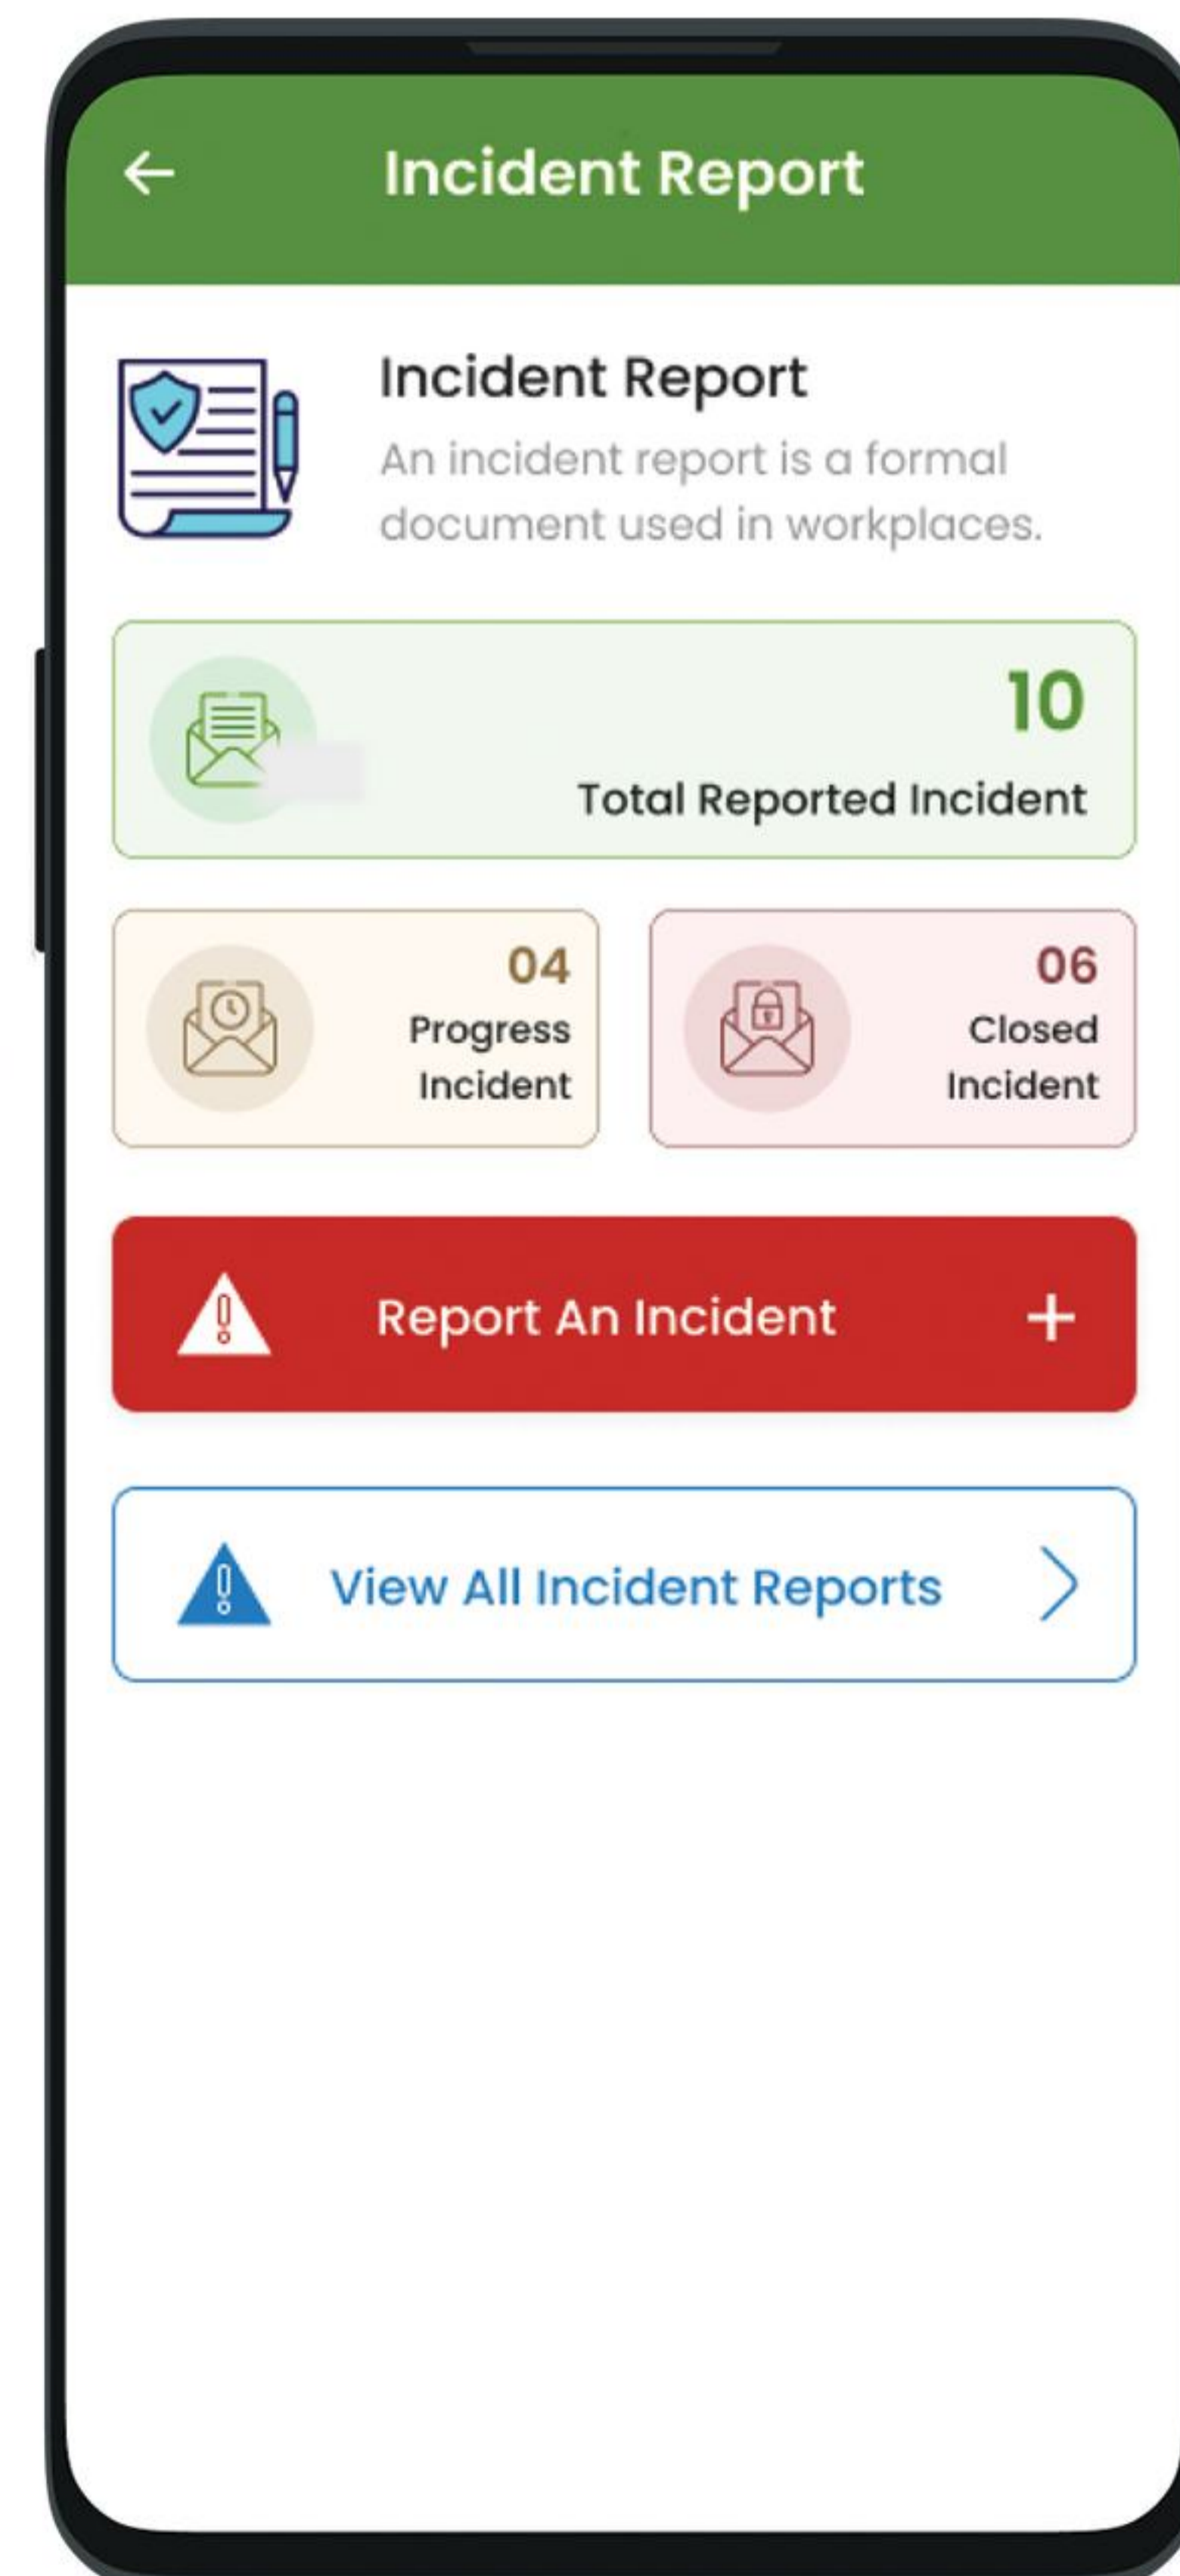 Incident Report
Incident Report
An incident report is a formal
document used in workplaces.
10
Total Reported Incident
04
Progress
Incident
06
Closed
Incident
Report An Incident
View All Incident Reports